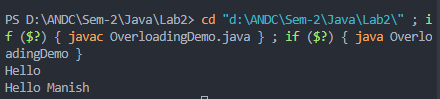 PS D:\ANDC\Sem-2\Java\Lab2> cd "d:\ANDC\Sem-2\Java\Lab2\" ; i
f ($?) { javac OverloadingDemo.java } ; if ($?) { java Overlo
adingDemo }
Hello
Hello Manish